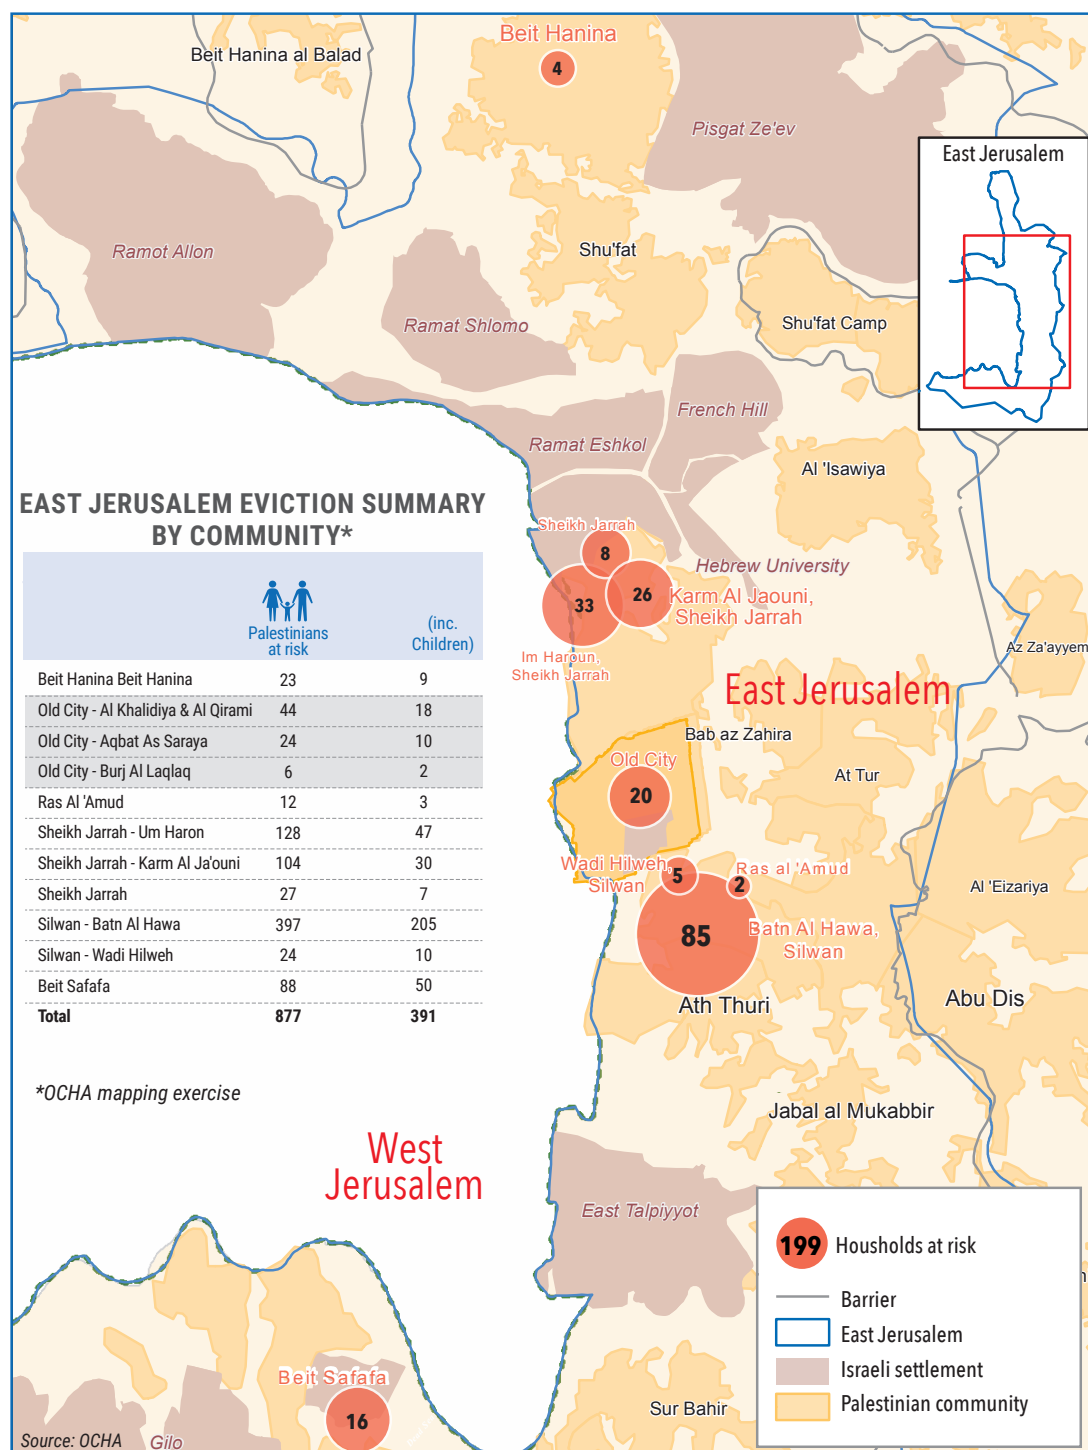 Beit Hanina
Beit Hanina al Balad
4
Pisgat Ze'ev
East Jerusalem
Ramot Allon
Shu'fat
Ramat Shlomo
Shu'fat Camp
French Hill
Ramat Eshkol
Al 'Isawiya
EAST JERUSALEM EVICTION SUMMARY
BY COMMUNITY*
Palestinians
at risk
(inc.
Children)
Beit Hanina Beit Hanina 23 9
Old City - Al Khalidiya & Al Qirami 44 18
Old City - Aqbat As Saraya 24 10
Old City - Burj Al Laqlaq 6 2
Ras Al 'Amud 12 3
Sheikh Jarrah - Um Haron 128 47
Sheikh Jarrah - Karm Al Ja'ouni 104 30
Sheikh Jarrah 27 7
Silwan - Batn Al Hawa 397 205
Silwan - Wadi Hilweh 24 10
Beit Safafa 88 50
Total 877 391
*OCHA mapping exercise
Sheikh Jarrah
8
Hebrew University
33
26
Karm Al Jaouni,
Sheikh Jarrah
Im Haroun,
Sheikh Jarrah
Az Za'ayyem
East Jerusalem
Bab az Zahira
Old City
At Tur
20
Wadi Hilweh,
Silwan
5
Ras al 'Amud
2
Al 'Eizariya
85
Batn Al Hawa,
Silwan
Ath Thuri
Abu Dis
Jabal al Mukabbir
West
Jerusalem
East Talpiyyot
199 Housholds at risk
Barrier
East Jerusalem
Israeli settlement
Palestinian community
Beit Safafa
16
Sur Bahir
Source: OCHA
Gilo